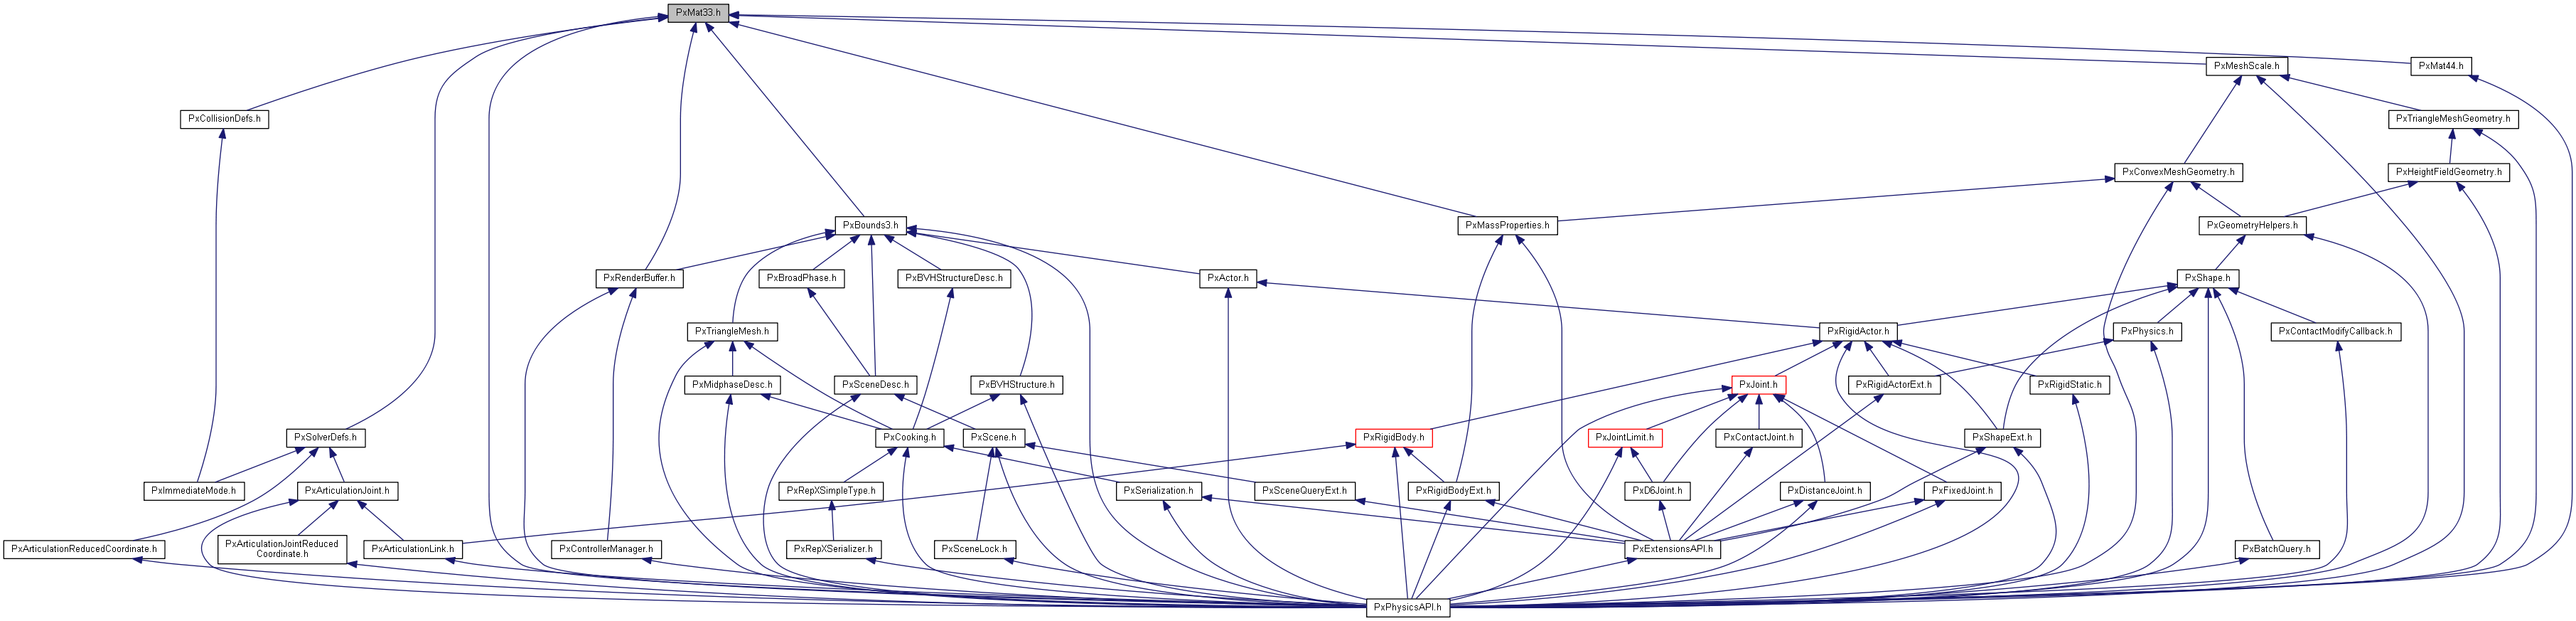 PxMat33.h
PxMeshScale.h
PxMat44.h
PxCollisionDefs.h
PxTriangleMeshGeometry.h
PxConvexMeshGeometry.h
PxHeightFieldGeometry.h
PxBounds3.h
PxMassProperties.h
PxGeometryHelpers.h
PxRenderBuffer.h
PxBroadPhase.h
PxBVHStructureDesc.h
PxActor.h
PxShape.h
PxTriangleMesh.h
PxRigidActor.h
PxPhysics.h
PxContactModifyCallback.h
PxMidphaseDesc.h
PxSceneDesc.h
PxBVHStructure.h
PxJoint.h
PxRigidActorExt.h
PxRigidStatic.h
PxSolverDefs.h
PxCooking.h
PxScene.h
PxRigidBody.h
PxJointLimit.h
PxContactJoint.h
PxShapeExt.h
PxImmediateMode.h
PxArticulationJoint.h
PxRepXSimpleType.h
PxSerialization.h
PxSceneQueryExt.h
PxRigidBodyExt.h
PxD6Joint.h
PxDistanceJoint.h
PxFixedJoint.h
PxArticulationReducedCoordinate.h
PxArticulationJointReduced
Coordinate.h
PxArticulationLink.h
PxControllerManager.h
PxRepXSerializer.h
PxSceneLock.h
PxExtensionsAPI.h
PxBatchQuery.h
PxPhysicsAPI.h